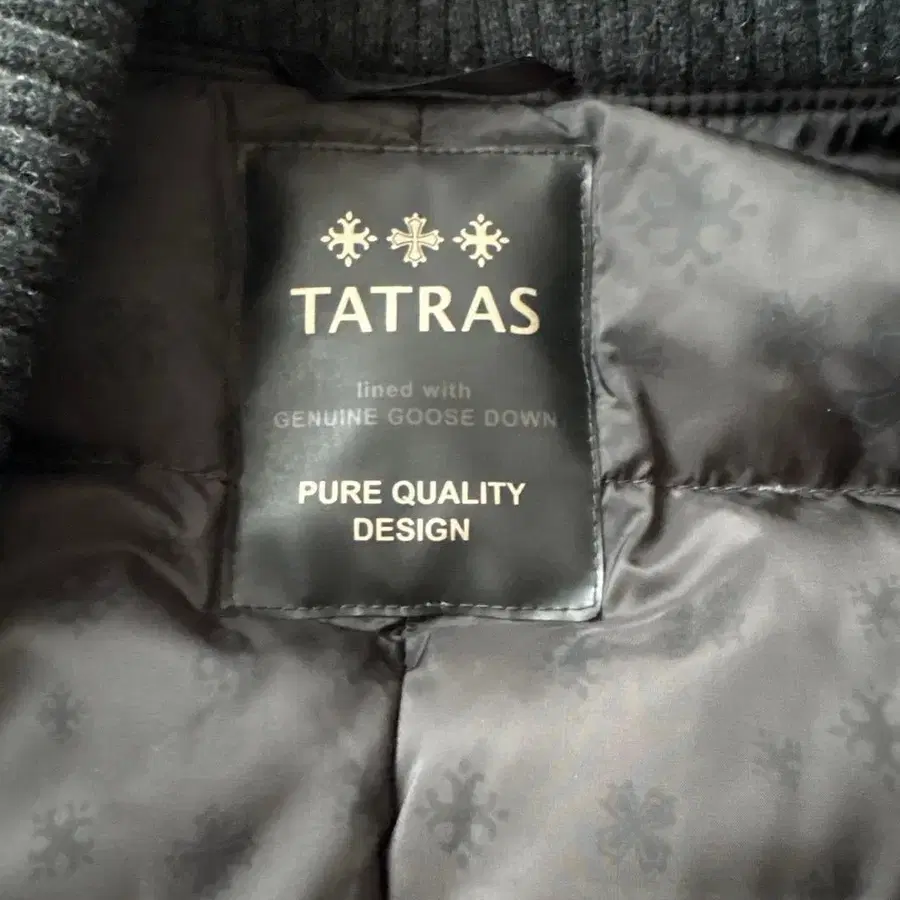 TATRAS
lined with
GENUINE GOOSE DOWN
PURE QUALITY
DESIGN